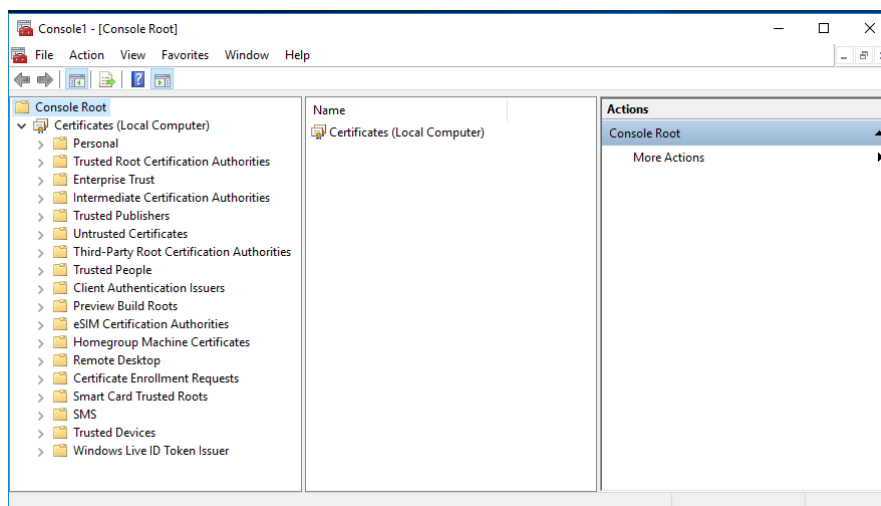 Console1 - [Console Root]
File Action View Favorites Window Help
Console Root
Certificates (Local Computer)
Personal
Trusted Root Certification Authorities
Enterprise Trust
Intermediate Certification Authorities
Trusted Publishers
Untrusted Certificates
Third-Party Root Certification Authorities
Trusted People
Client Authentication Issuers
Preview Build Roots
eSIM Certification Authorities
Homegroup Machine Certificates
Remote Desktop
Certificate Enrollment Requests
Smart Card Trusted Roots
SMS
Trusted Devices
Windows Live ID Token Issuer
Name
Certificates (Local Computer)
Actions
Console Root
More Actions